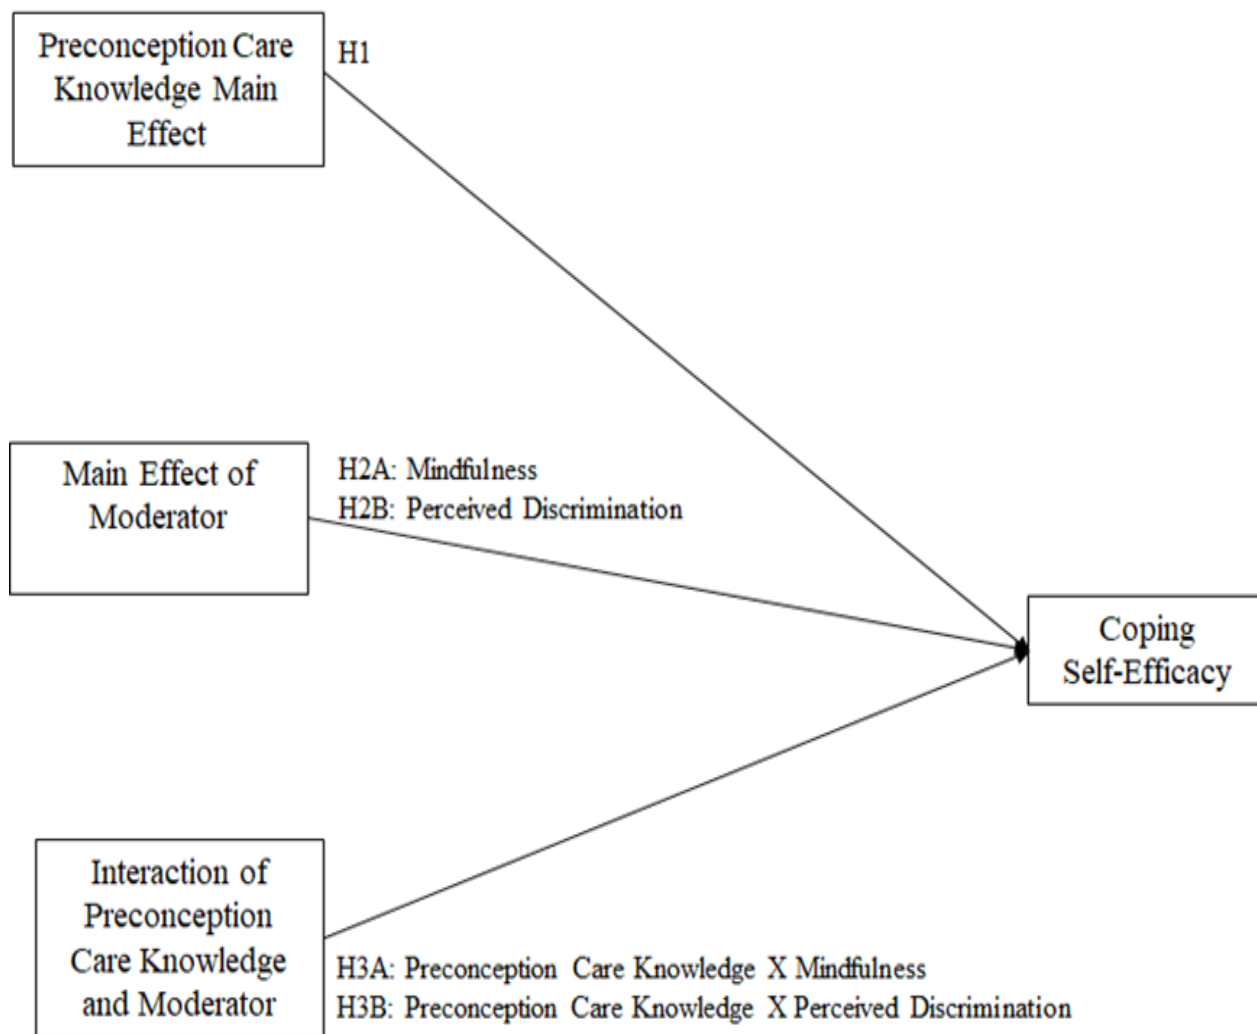 Preconception Care
Knowledge Main
Effect
H1
Main Effect of
Moderator
H2A: Mindfulness
H2B: Perceived Discrimination
Coping
Self-Efficacy
Interaction of
Preconception
Care Knowledge
and Moderator
H3A: Preconception Care Knowledge X Mindfulness
H3B: Preconception Care Knowledge X Perceived Discrimination